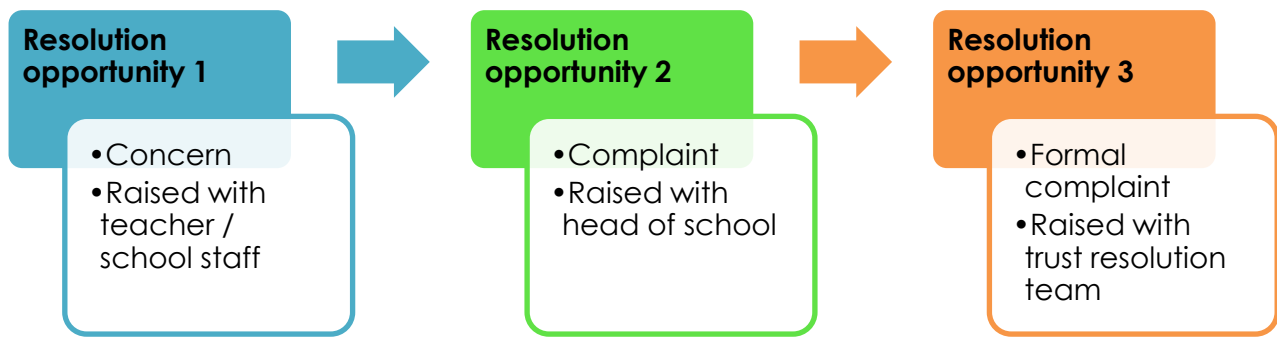 Resolution
opportunity 1
•Concern
•Raised with
teacher /
school staff
Resolution
opportunity 2
•Complaint
•Raised with
head of school
Resolution
opportunity 3
•Formal
complaint
•Raised with
trust resolution
team